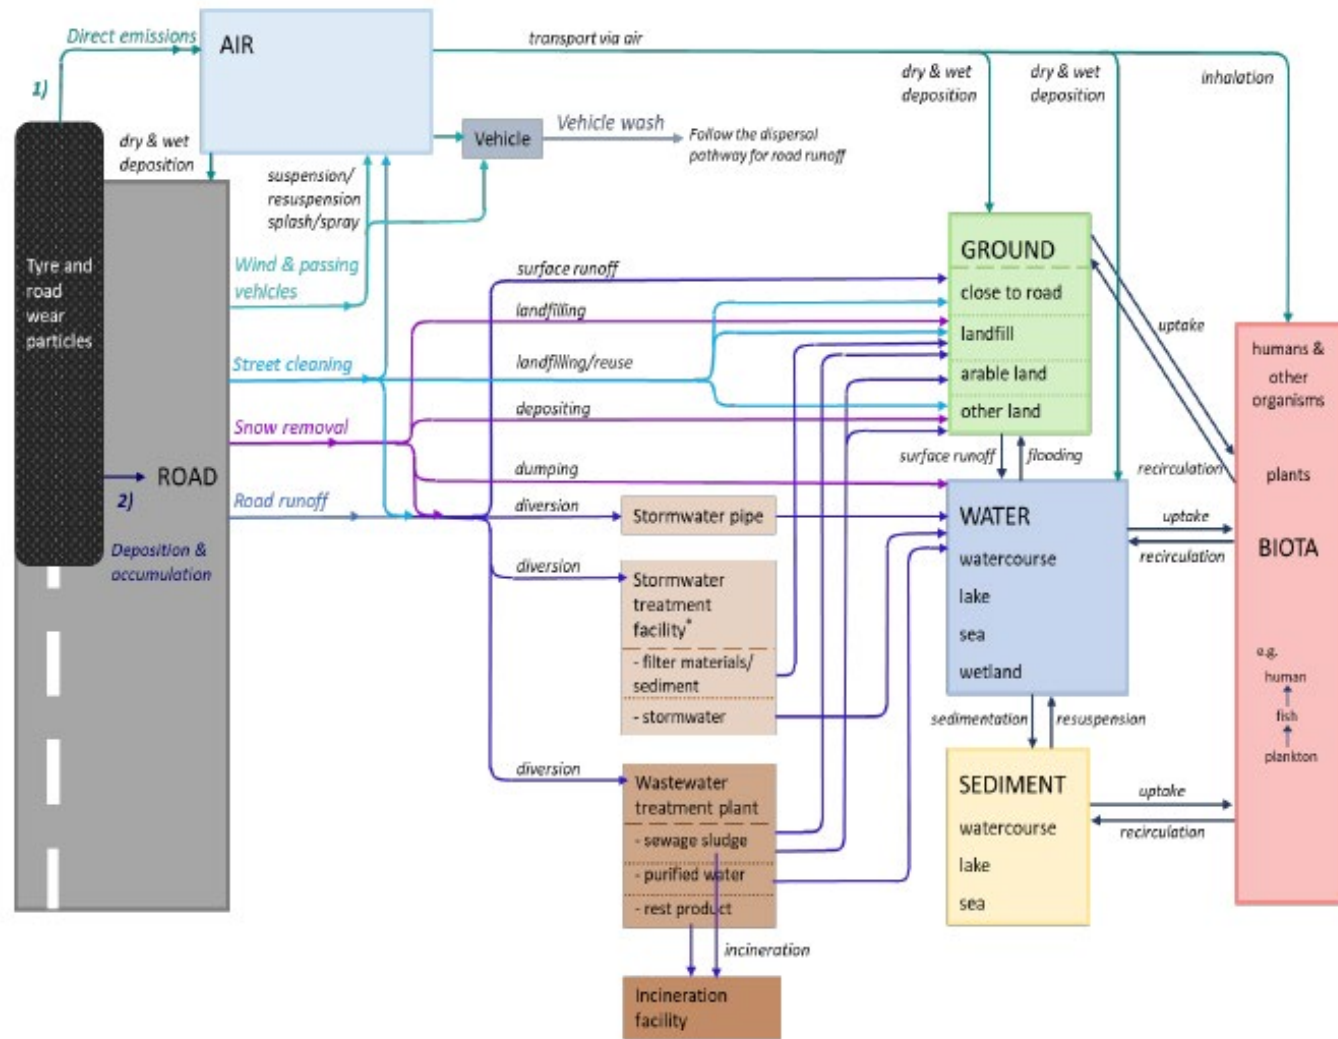 Direct emissions
1)
AIR
transport via air
dry & wet
deposition
dry & wet
deposition
inhalation
dry & wet
deposition
Vehicle
Vehicle wash
Follow the dispersal
pathway for road runoff
suspension/
resuspension
splash/spray
Tyre and
road
wear
particles
Wind & passing
vehicles
Street cleaning
Snow removal
ROAD
2)
Road runoff
Deposition &
accumulation
surface runoff
landfilling
landfilling/reuse
depositing
dumping
diversion
diversion
diversion
Stormwater pipe
Stormwater
treatment
facility*
- filter materials/
sediment
- stormwater
Wastewater
treatment plant
- sewage sludge
- purified water
- rest product
incineration
Incineration
facility
GROUND
close to road
landfill
arable land
other land
surface runoff
flooding
WATER
watercourse
lake
sea
wetland
sedimentation
resuspension
SEDIMENT
watercourse
lake
sea
uptake
recirculation
uptake
recirculation
uptake
recirculation
humans &
other
organisms
plants
BIOTA
e.g.
human
fish
plankton